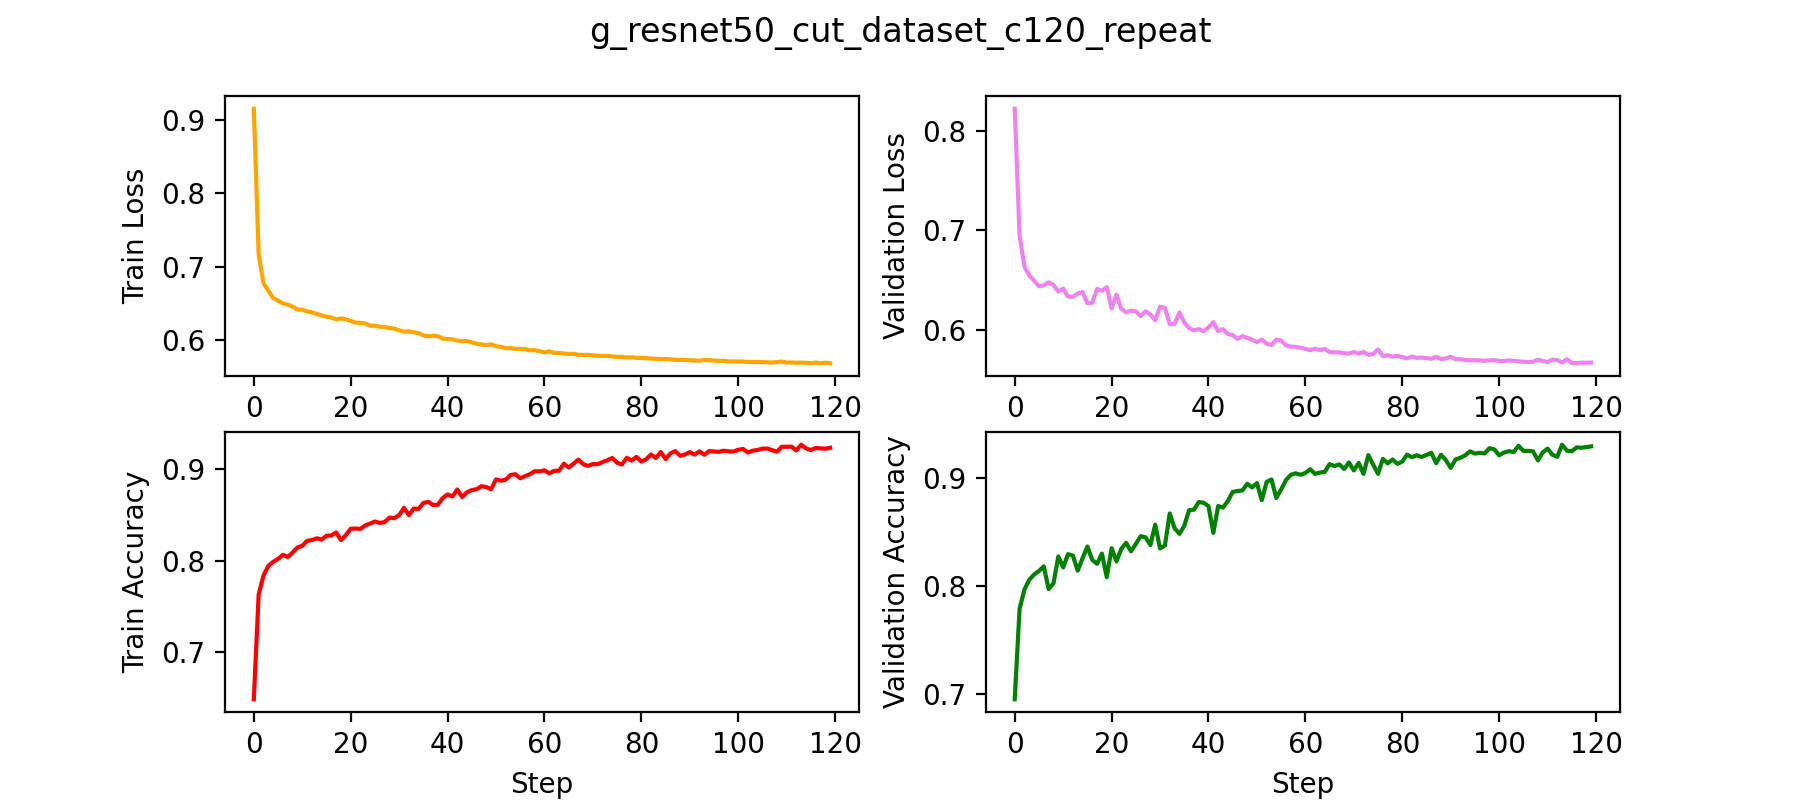 g_resnet50_cut_dataset_c120_repeat
Train Loss
0.9
0.8
0.7
0.6
0 20 40 60 80 100 120
Validation Loss
0.8
0.7
0.6
0 20 40 60 80 100 120
Train Accuracy
0.9
0.8
0.7
0 20 40 60 80 100 120
Step
Validation Accuracy
0.9
0.8
0.7
0 20 40 60 80 100 120
Step